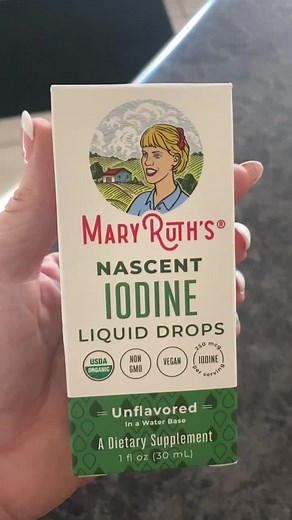 MARY RUTH'S®
NASCENT
IODINE
LIQUID DROPS
USDA
ORGANIC
NON
GMO
VEGAN
250 mcg
IODINE
per serving
Unflavored
In a Water Base
A Dietary Supplement
1 fl oz (30 mL)